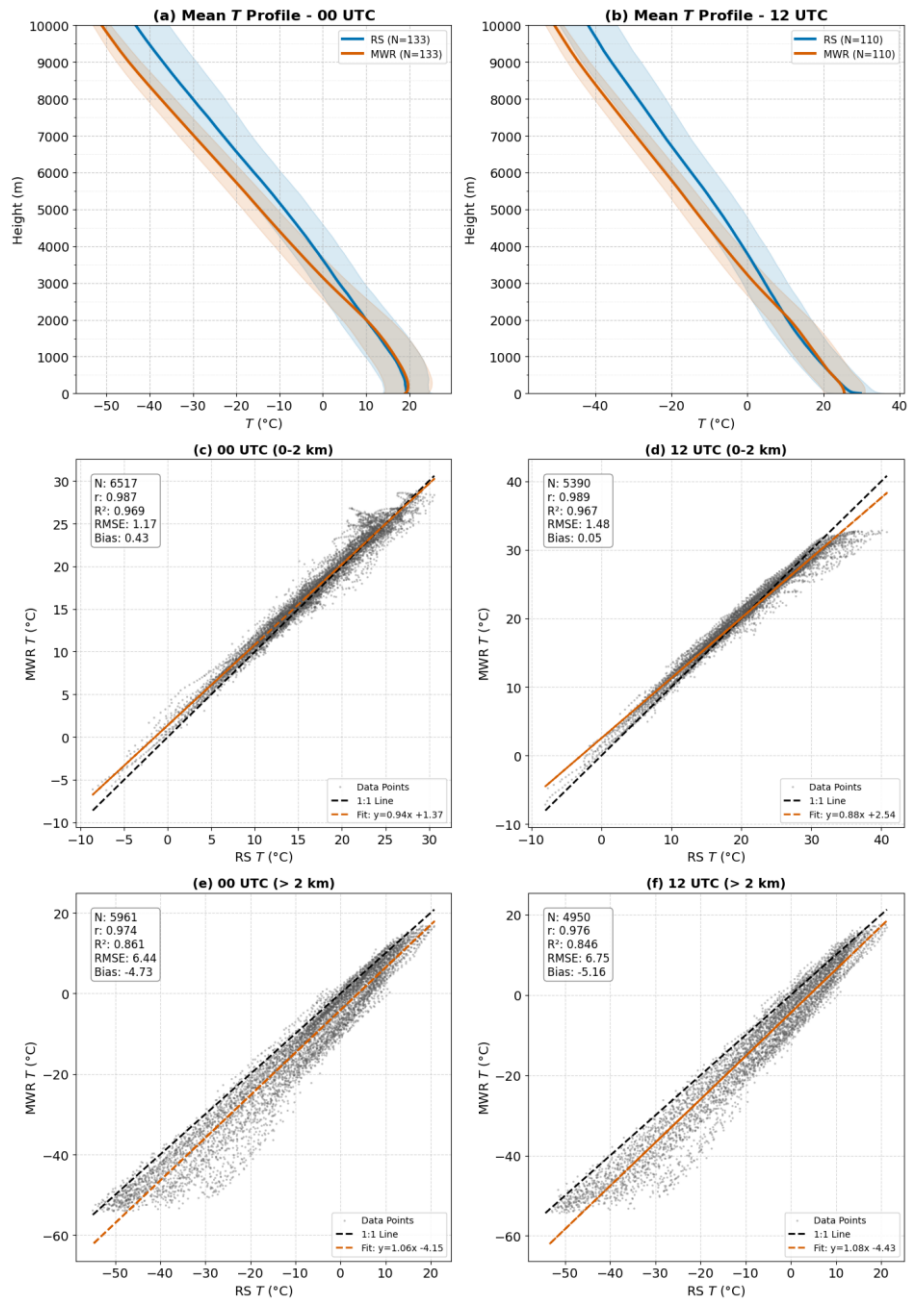 (a) Mean T Profile - 00 UTC
10000
9000
8000
7000
6000
5000
4000
3000
2000
1000
0
Height (m)
RS (N=133)
MWR (N=133)
−50 −40 −30 −20 −10 0 10 20
T (°C)
(b) Mean T Profile - 12 UTC
10000
9000
8000
7000
6000
5000
4000
3000
2000
1000
0
Height (m)
RS (N=110)
MWR (N=110)
−40 −20 0 20 40
T (°C)
(c) 00 UTC (0-2 km)
N: 6517
r: 0.987
R²: 0.969
RMSE: 1.17
Bias: 0.43
30
25
20
15
10
5
0
−5
−10
MWR T (°C)
Data Points
1:1 Line
Fit: y=0.94x +1.37
−10 −5 0 5 10 15 20 25 30
RS T (°C)
(d) 12 UTC (0-2 km)
N: 5390
r: 0.989
R²: 0.967
RMSE: 1.48
Bias: 0.05
40
30
20
10
0
−10
MWR T (°C)
Data Points
1:1 Line
Fit: y=0.88x +2.54
−10 0 10 20 30 40
RS T (°C)
(e) 00 UTC (> 2 km)
N: 5961
r: 0.974
R²: 0.861
RMSE: 6.44
Bias: -4.73
20
0
−20
−40
−60
MWR T (°C)
Data Points
1:1 Line
Fit: y=1.06x -4.15
−50 −40 −30 −20 −10 0 10 20
RS T (°C)
(f) 12 UTC (> 2 km)
N: 4950
r: 0.976
R²: 0.846
RMSE: 6.75
Bias: -5.16
20
0
−20
−40
−60
MWR T (°C)
Data Points
1:1 Line
Fit: y=1.08x -4.43
−50 −40 −30 −20 −10 0 10 20
RS T (°C)